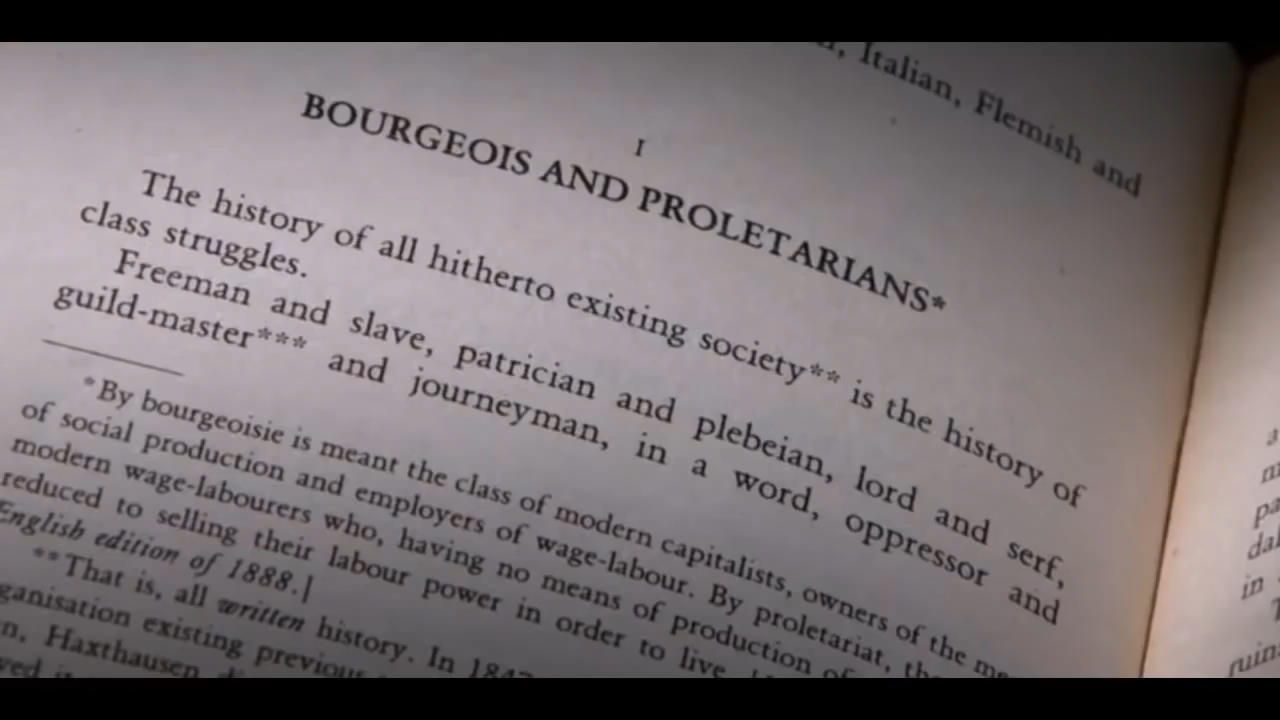 Italian, Flemish and
I
BOURGEOIS AND PROLETARIANS*
The history of all hitherto existing society** is the history of
class struggles.
Freeman and slave, patrician and plebeian, lord and serf,
guild-master*** and journeyman, in a word, oppressor and
*By bourgeoisie is meant the class of modern capitalists, owners of the
of social production and employers of wage-labour. By proletariat,
modern wage-labourers who, having no means of production
reduced to selling their labour power in order to live.
English edition of 1888.]
**That is, all written history. In
existing
Haxthausen
in